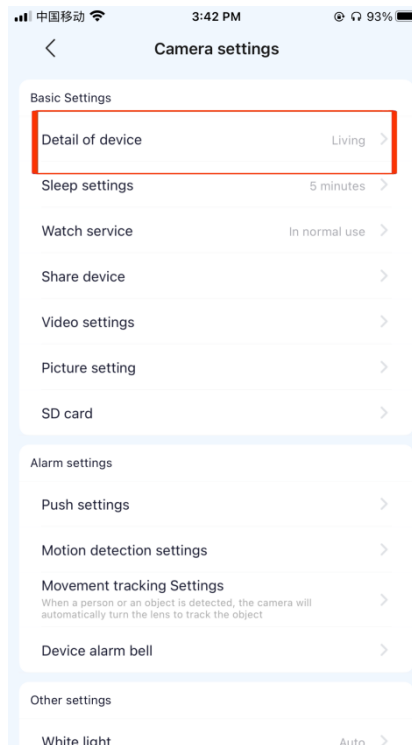 中国移动 3:42 PM 93%
Camera settings
Basic Settings
Detail of device Living
Sleep settings 5 minutes
Watch service In normal use
Share device
Video settings
Picture setting
SD card
Alarm settings
Push settings
Motion detection settings
Movement tracking Settings
When a person or an object is detected, the camera will
automatically turn the lens to track the object
Device alarm bell
Other settings
White light Auto